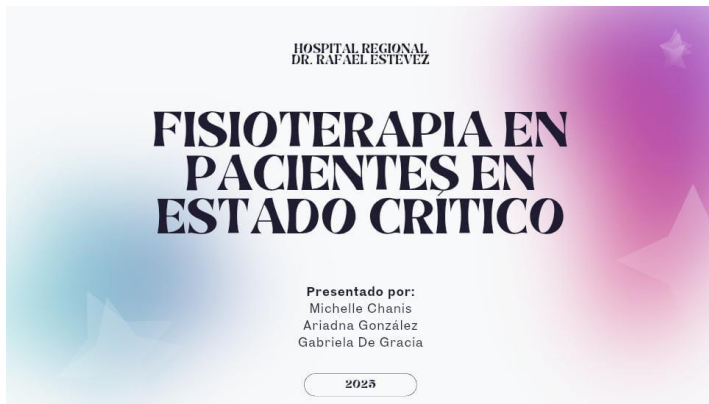 HOSPITAL REGIONAL
DR. RAFAEL ESTÉVEZ
FISIOTERAPIA EN
PACIENTES EN
ESTADO CRÍTICO
Presentado por:
Michelle Chanis
Ariadna González
Gabriela De Gracia
2025